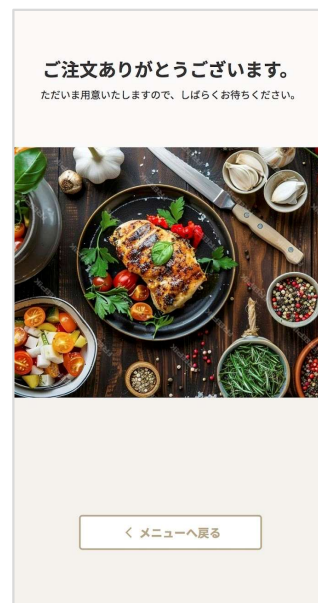 ご注文ありがとうございます。
ただいま用意いたしますので、しばらくお待ちください。
メニューへ戻る